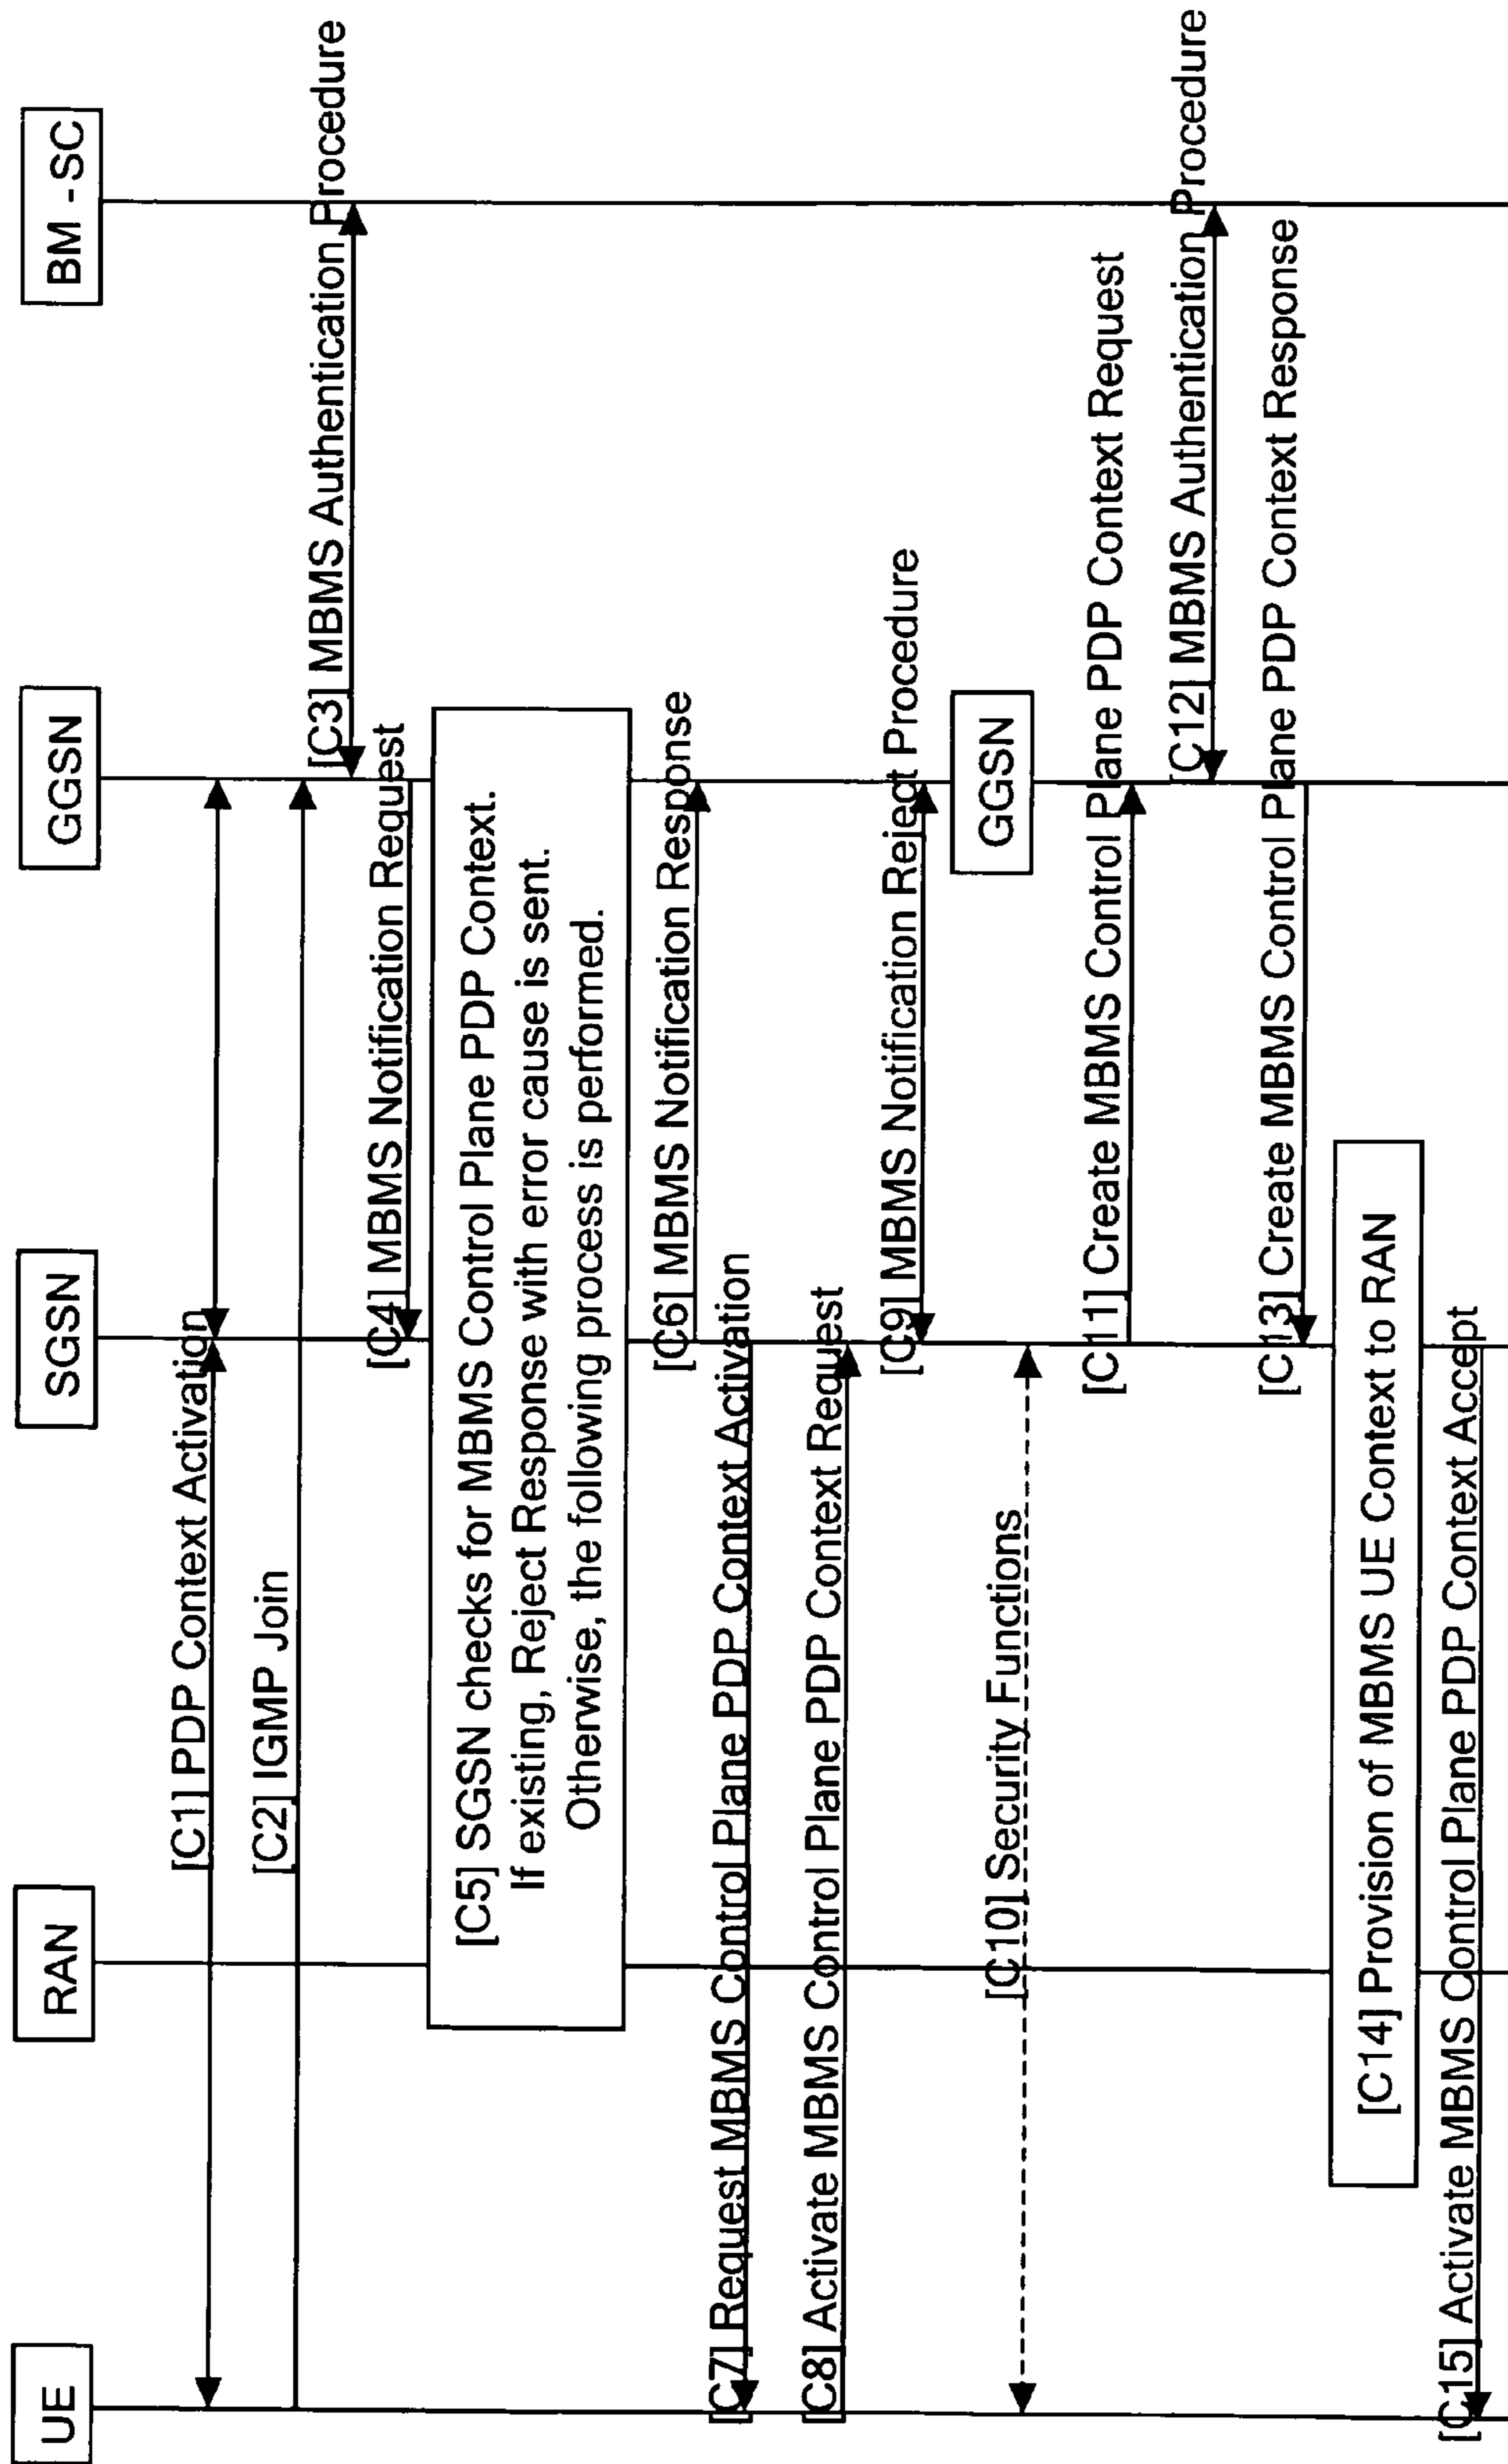 UE
RAN
SGSN
GGSN
BM -SC
[C1] PDP Context Activation
[C2] IGMP Join
[C3] MBMS Authentication Procedure
[C4] MBMS Notification Request
[C5] SGSN checks for MBMS Control Plane PDP Context.
If existing, Reject Response with error cause is sent.
Otherwise, the following process is performed.
[C6] MBMS Notification Response
[C7] Request MBMS Control Plane PDP Context Activation
[C8] Activate MBMS Control Plane PDP Context Request
[C9] MBMS Notification Reject Procedure
GGSN
[C10] Security Functions
[C11] Create MBMS Control Plane PDP Context Request
[C12] MBMS Authentication Procedure
[C13] Create MBMS Control Plane PDP Context Response
[C14] Provision of MBMS UE Context to RAN
[C15] Activate MBMS Control Plane PDP Context Accept